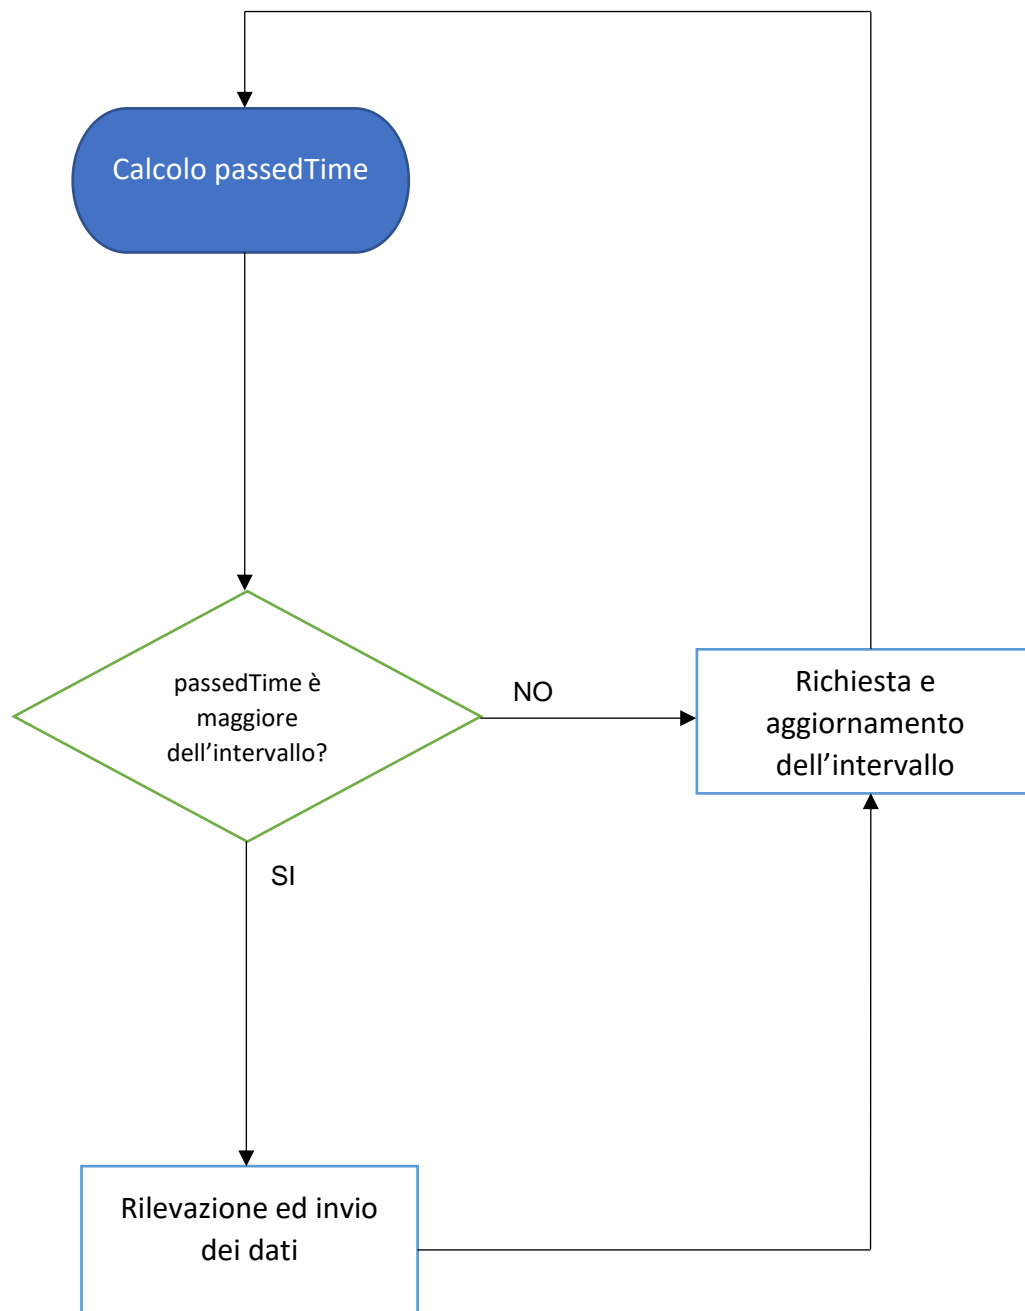 Calcolo passedTime
passedTime è
maggiore
dell’intervallo?
NO
Richiesta e
aggiornamento
dell’intervallo
SI
Rilevazione ed invio
dei dati